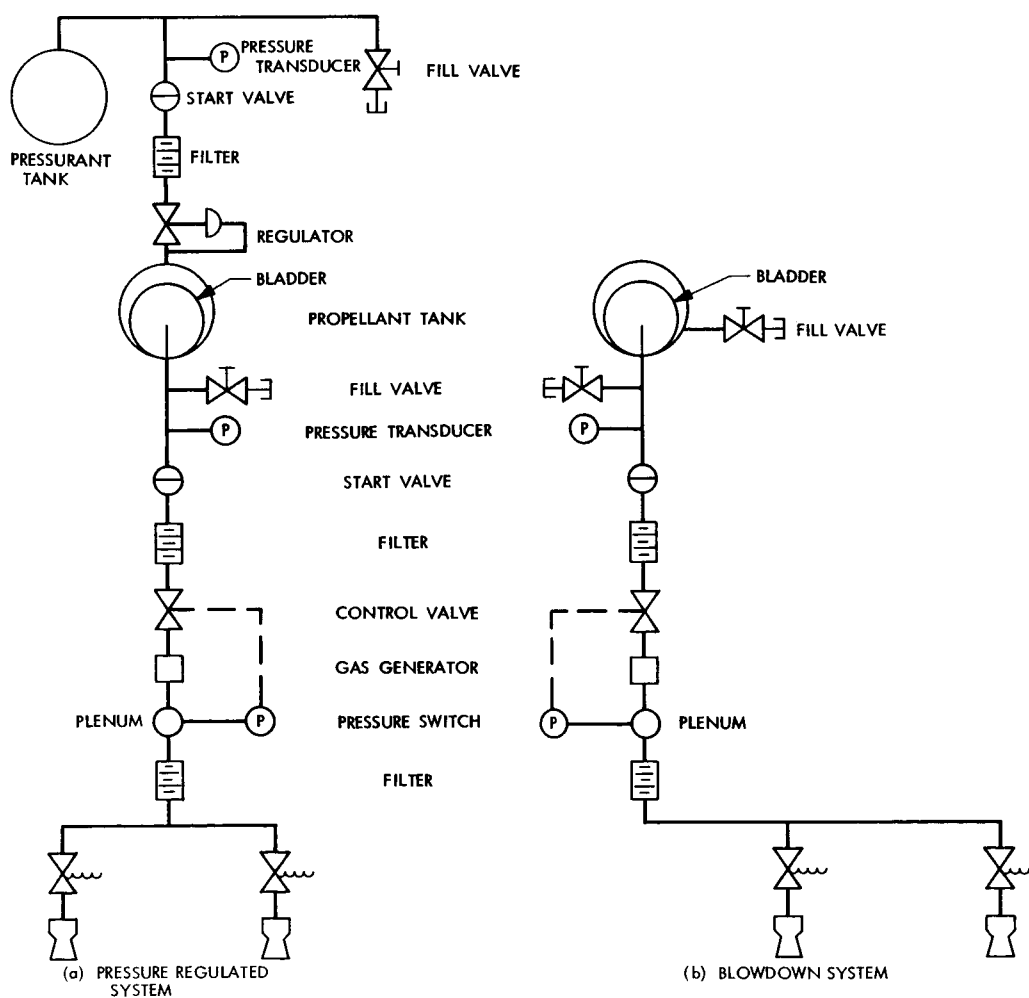 P
PRESSURE
TRANSDUCER
FILL VALVE
START VALVE
PRESSURANT
TANK
FILTER
REGULATOR
BLADDER
BLADDER
PROPELLANT TANK
FILL VALVE
FILL VALVE
P
PRESSURE TRANSDUCER
P
START VALVE
FILTER
CONTROL VALVE
GAS GENERATOR
PLENUM
P
PRESSURE SWITCH
P
PLENUM
FILTER
(a) PRESSURE REGULATED
SYSTEM
(b) BLOWDOWN SYSTEM